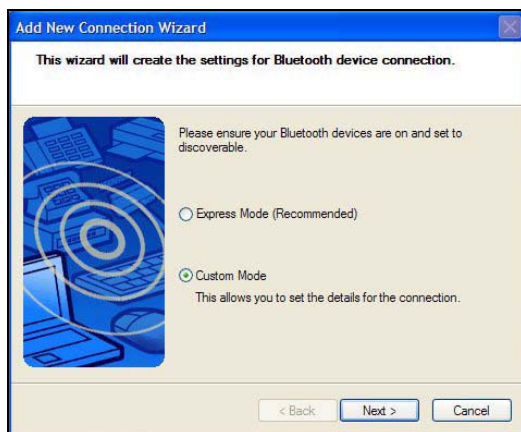 Add New Connection Wizard
This wizard will create the settings for Bluetooth device connection.
Please ensure your Bluetooth devices are on and set to
discoverable.
Express Mode (Recommended)
Custom Mode
This allows you to set the details for the connection.
< Back
Next >
Cancel